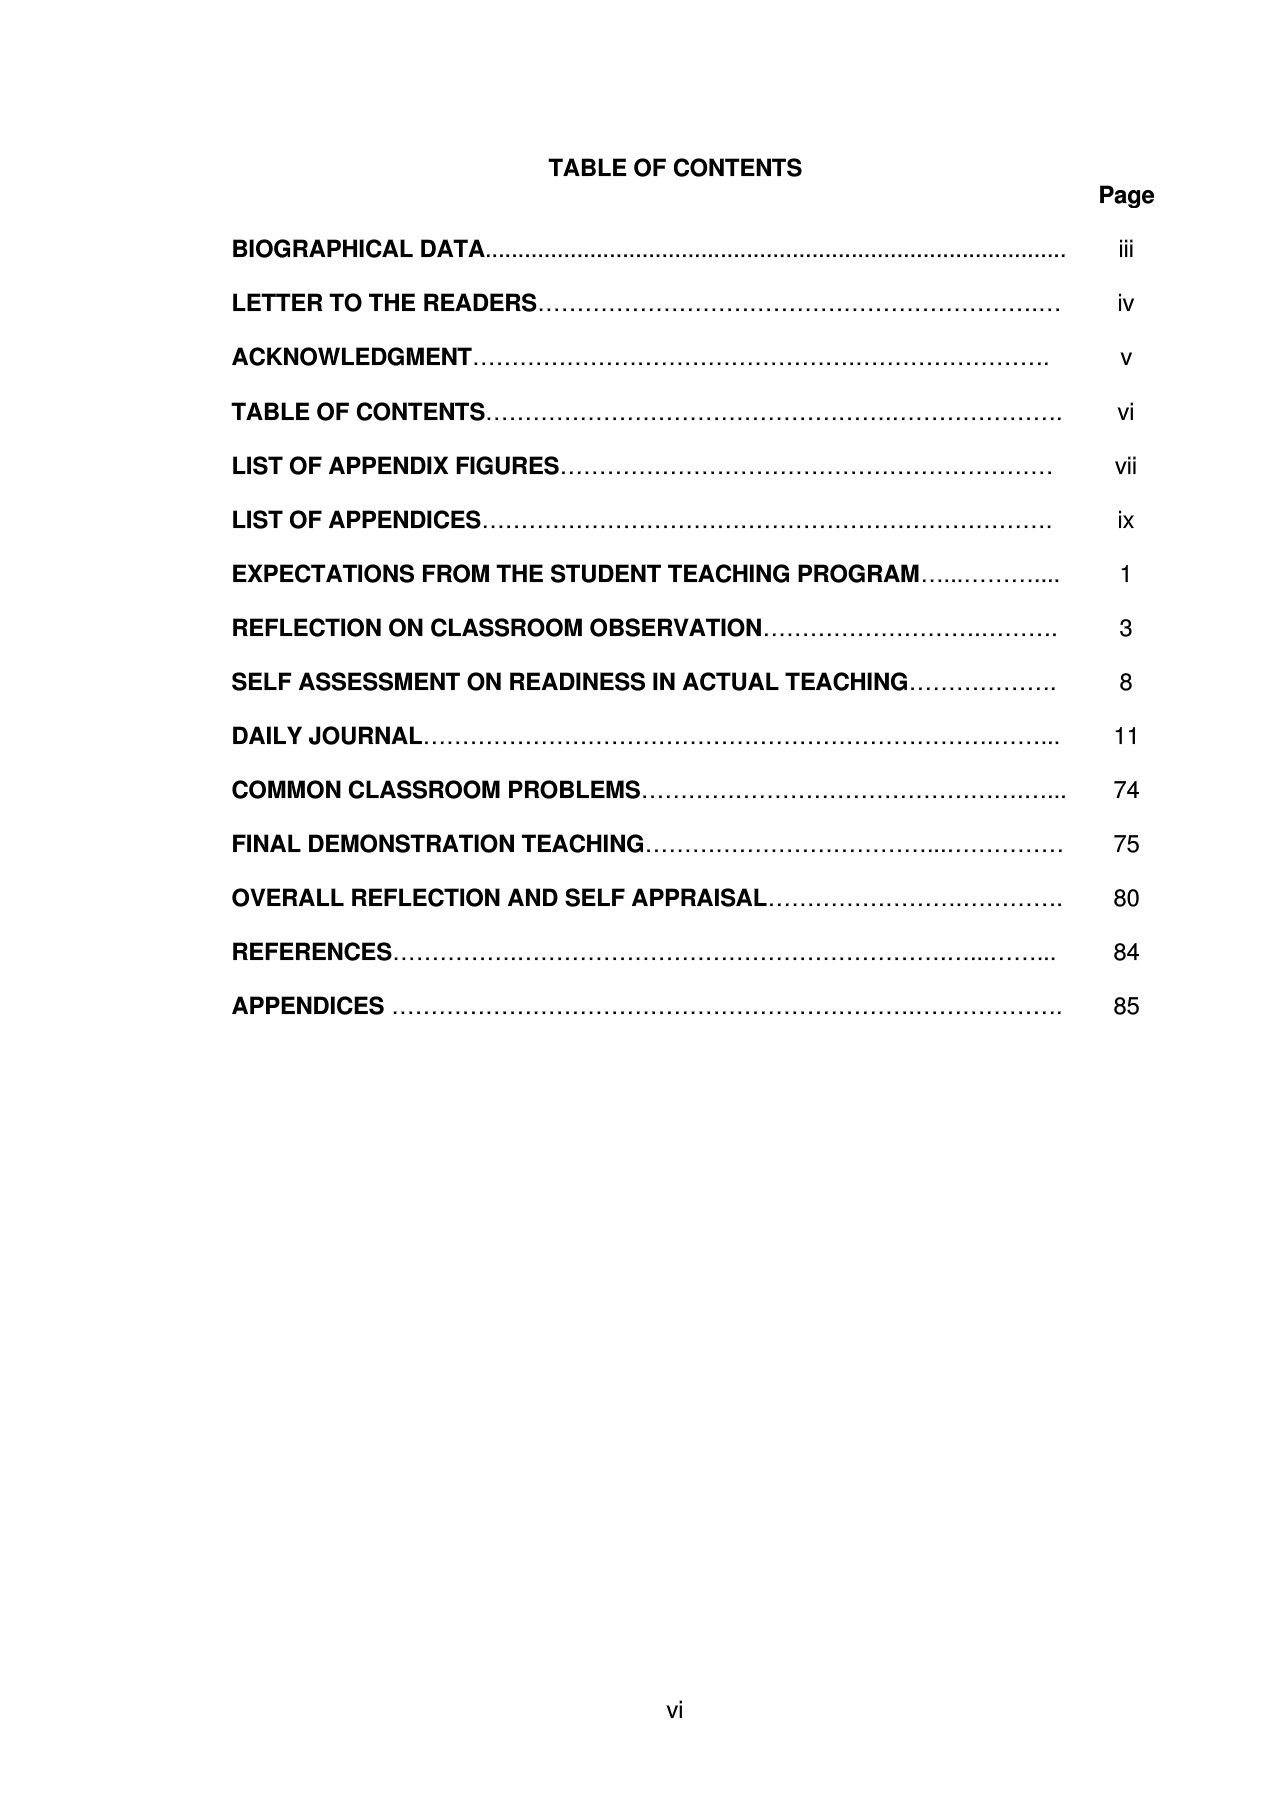 TABLE OF CONTENTS
Page
BIOGRAPHICAL DATA.......................................................................................... iii
LETTER TO THE READERS…………………………………………………………… iv
ACKNOWLEDGMENT………………………………………….……………………. v
TABLE OF CONTENTS…………………………………………….…………………. vi
LIST OF APPENDIX FIGURES……………………………………………………… vii
LIST OF APPENDICES………………………………………………………………. ix
EXPECTATIONS FROM THE STUDENT TEACHING PROGRAM…...……….... 1
REFLECTION ON CLASSROOM OBSERVATION……………………….………. 3
SELF ASSESSMENT ON READINESS IN ACTUAL TEACHING………………. 8
DAILY JOURNAL……………………………………………………………….……... 11
COMMON CLASSROOM PROBLEMS……………….………………………….…... 74
FINAL DEMONSTRATION TEACHING………………………………...…………… 75
OVERALL REFLECTION AND SELF APPRAISAL…………………….…………. 80
REFERENCES…………….…………………………………………………...……... 84
APPENDICES ………………………………………………………….………………. 85
vi